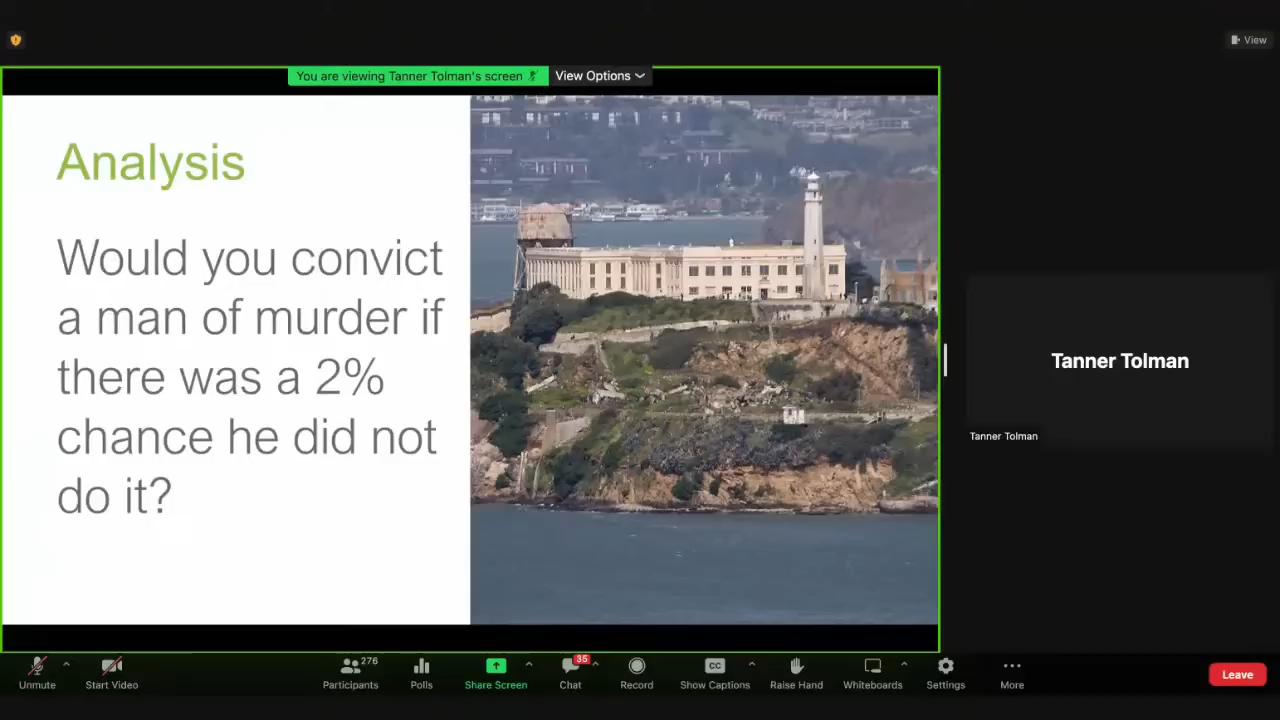 View
You are viewing Tanner Tolman's screen
View Options
Analysis
Would you convict
a man of murder if
there was a 2%
chance he did not
do it?
Tanner Tolman
Tanner Tolman
Unmute
Start Video
276
Participants
Polls
Share Screen
35
Chat
Record
CC
Show Captions
Raise Hand
Whiteboards
Settings
More
Leave